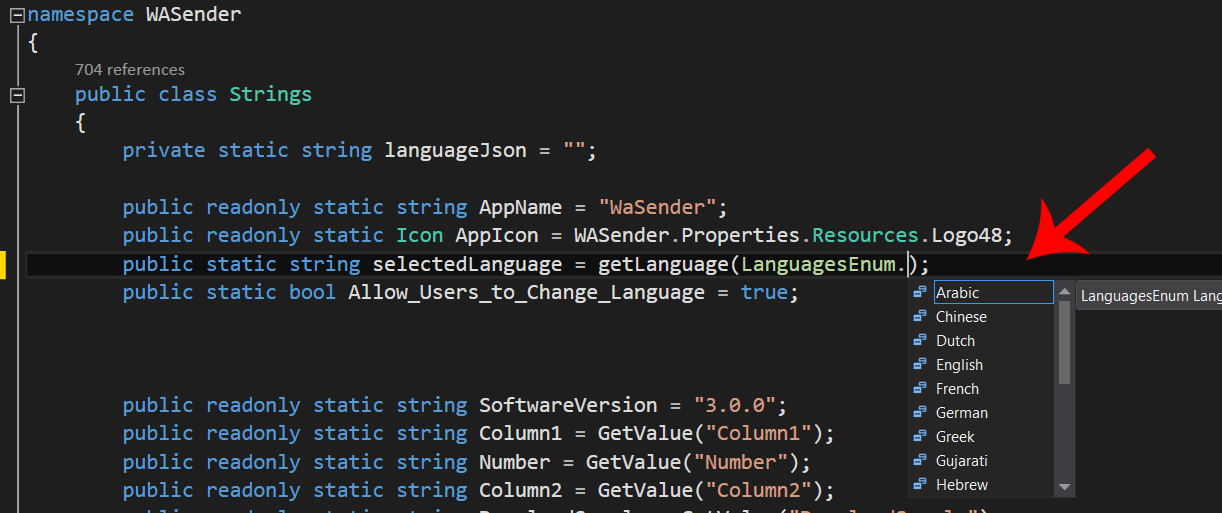 namespace WASender
{
704 references
public class Strings
{
private static string languageJson = "";
public readonly static string AppName = "WaSender";
public readonly static Icon AppIcon = WASender.Properties.Resources.Logo48;
public static string selectedLanguage = getLanguage(LanguagesEnum.);
public static bool Allow_Users_to_Change_Language = true;
Arabic
LanguagesEnum Lang
Chinese
Dutch
English
French
German
Greek
Gujarati
Hebrew
public readonly static string SoftwareVersion = "3.0.0";
public readonly static string Column1 = GetValue("Column1");
public readonly static string Number = GetValue("Number");
public readonly static string Column2 = GetValue("Column2");